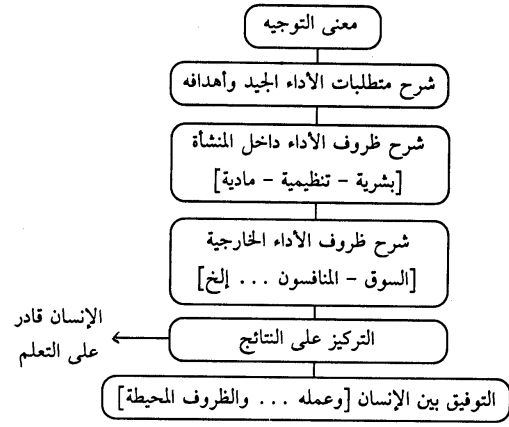 معنى التوجيه
شرح متطلبات الأداء الجيد وأهدافه
شرح ظروف الأداء داخل المنشأة
[بشرية - تنظيمية - مادية]
شرح ظروف الأداء الخارجية
[السوق - المنافسون ... إلخ]
التركيز على النتائج
الإنسان قادر
على التعلم
التوفيق بين الإنسان [وعمله ... والظروف المحيطة]